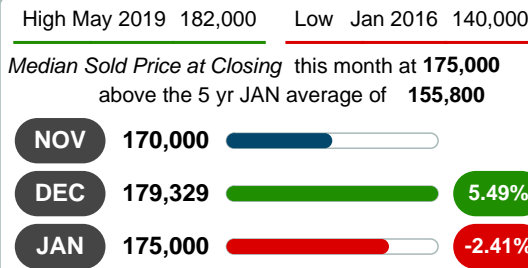 High May 2019 182,000 Low Jan 2016 140,000
Median Sold Price at Closing this month at 175,000
above the 5 yr JAN average of 155,800
NOV 170,000
DEC 179,329 5.49%
JAN 175,000 -2.41%